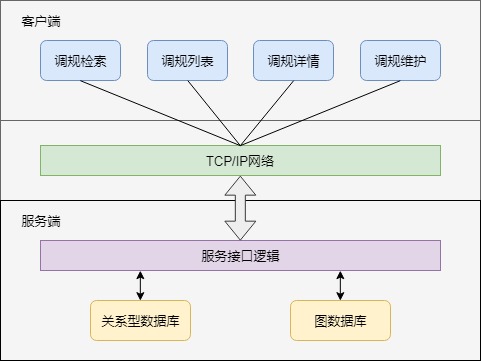 客户端
调规检索
调规列表
调规详情
调规维护
TCP/IP网络
服务端
服务接口逻辑
关系型数据库
图数据库